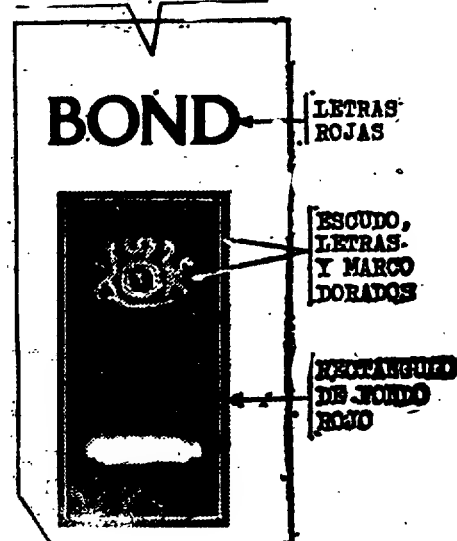 BOND
LETRAS
ROJAS
ESCUDO,
LETRAS
Y MARCO
DORADOS
RECTANGULO
DE FONDO
ROJO